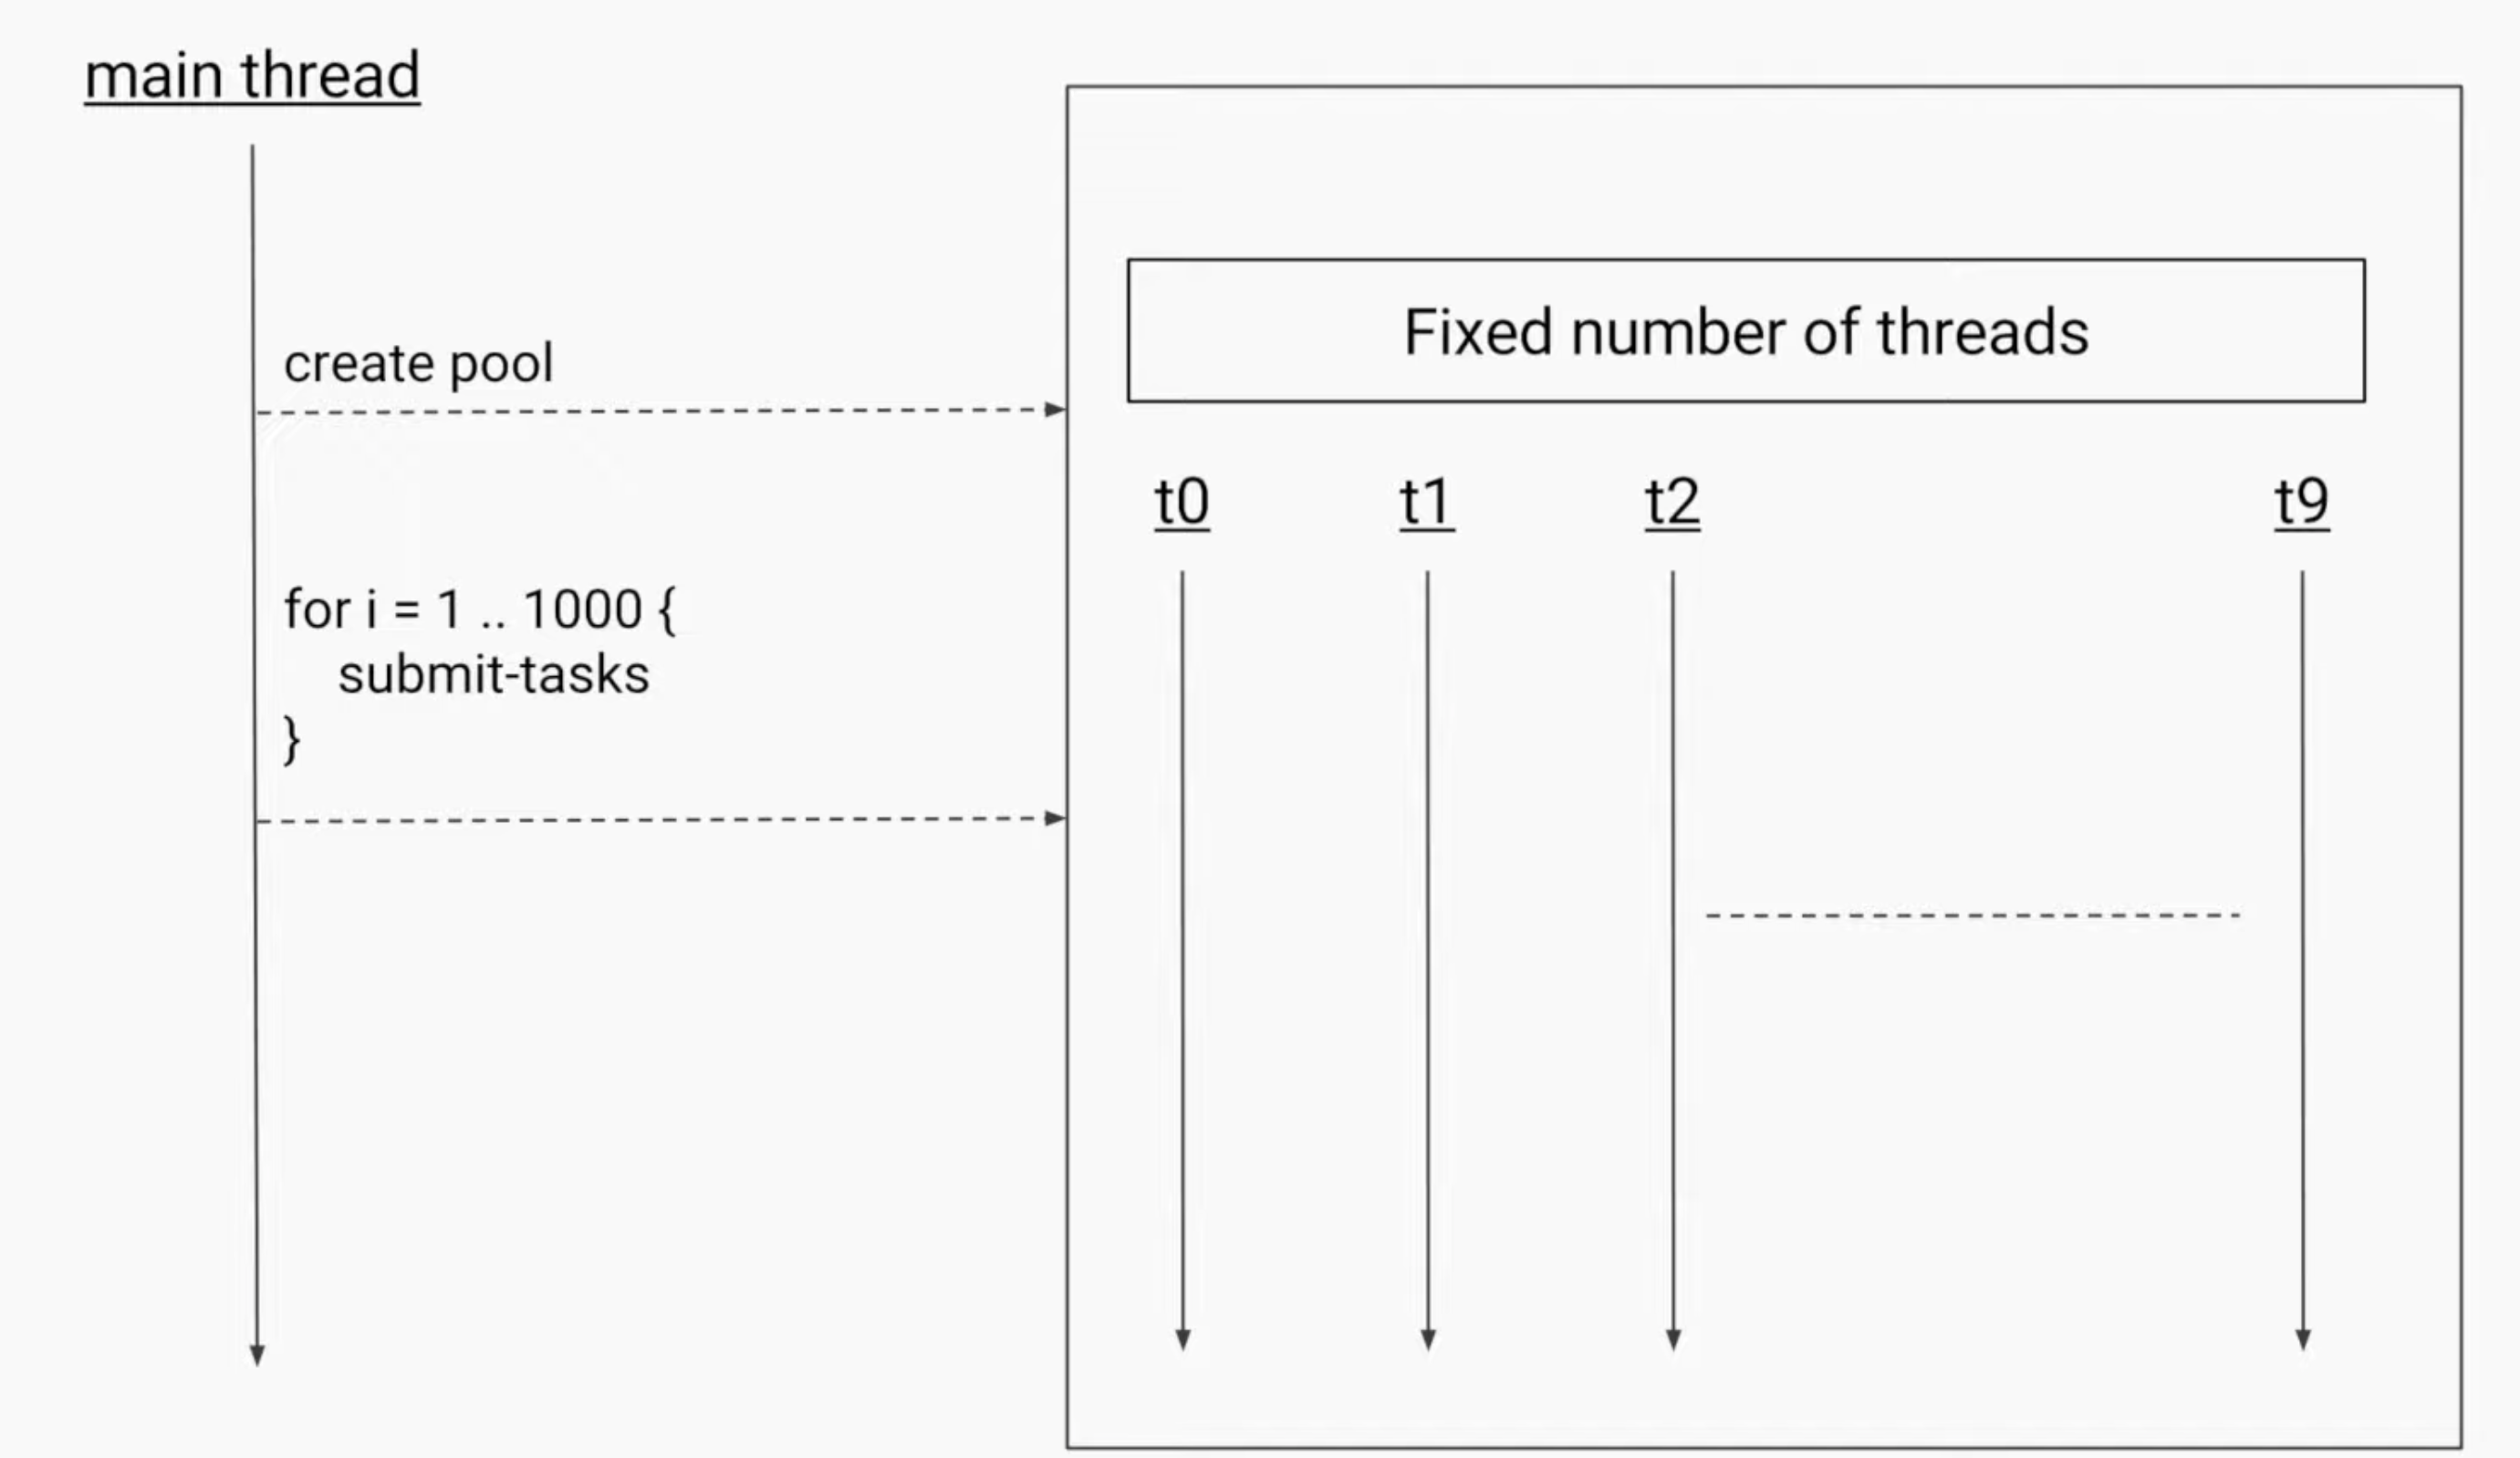 main thread
create pool
for i = 1 .. 1000 {
submit-tasks
}
Fixed number of threads
t0
t1
t2
t9